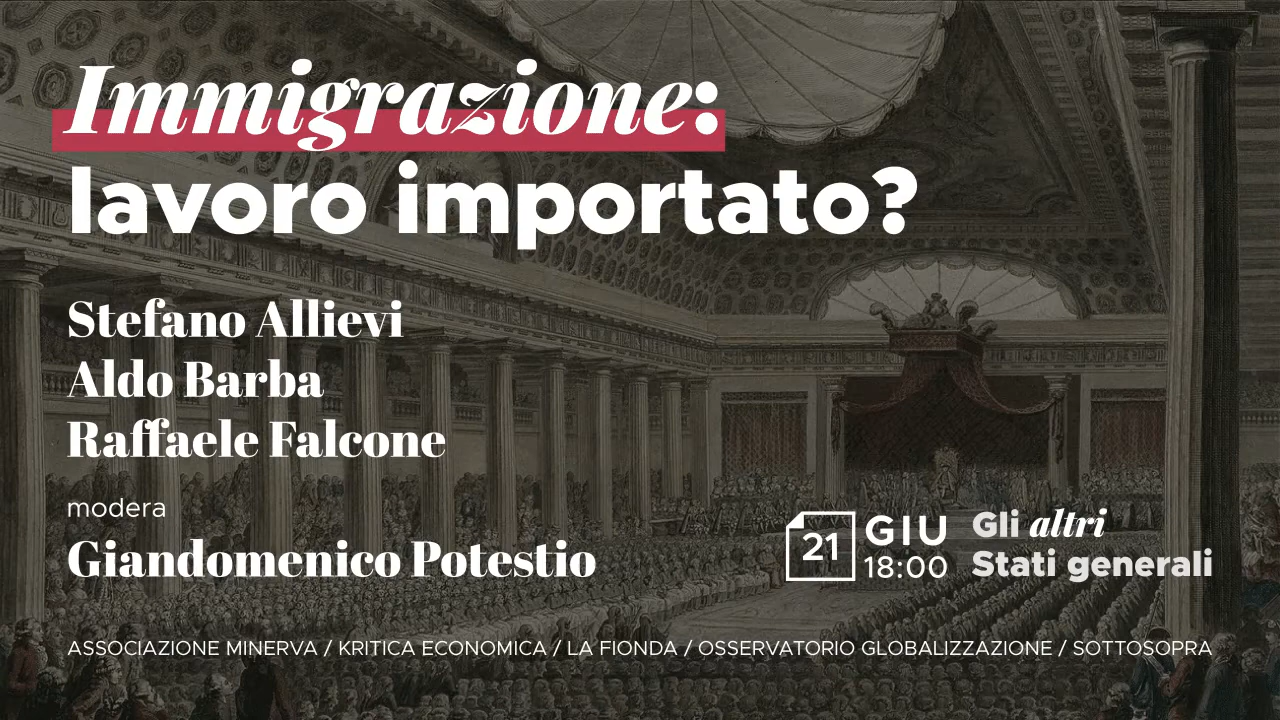 Immigrazione:
lavoro importato?
Stefano Allievi
Aldo Barba
Raffaele Falcone
modera
Giandomenico Potestio
21
GIU
18:00
Gli altri
Stati generali
ASSOCIAZIONE MINERVA / KRITICA ECONOMICA / LA FIONDA / OSSERVATORIO GLOBALIZZAZIONE / SOTTOSOPRA